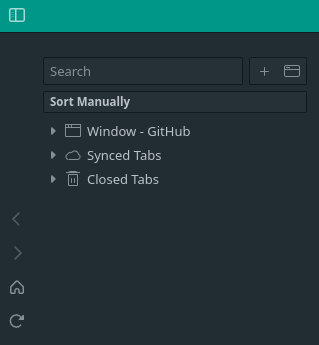 Search
Sort Manually
Window - GitHub
Synced Tabs
Closed Tabs